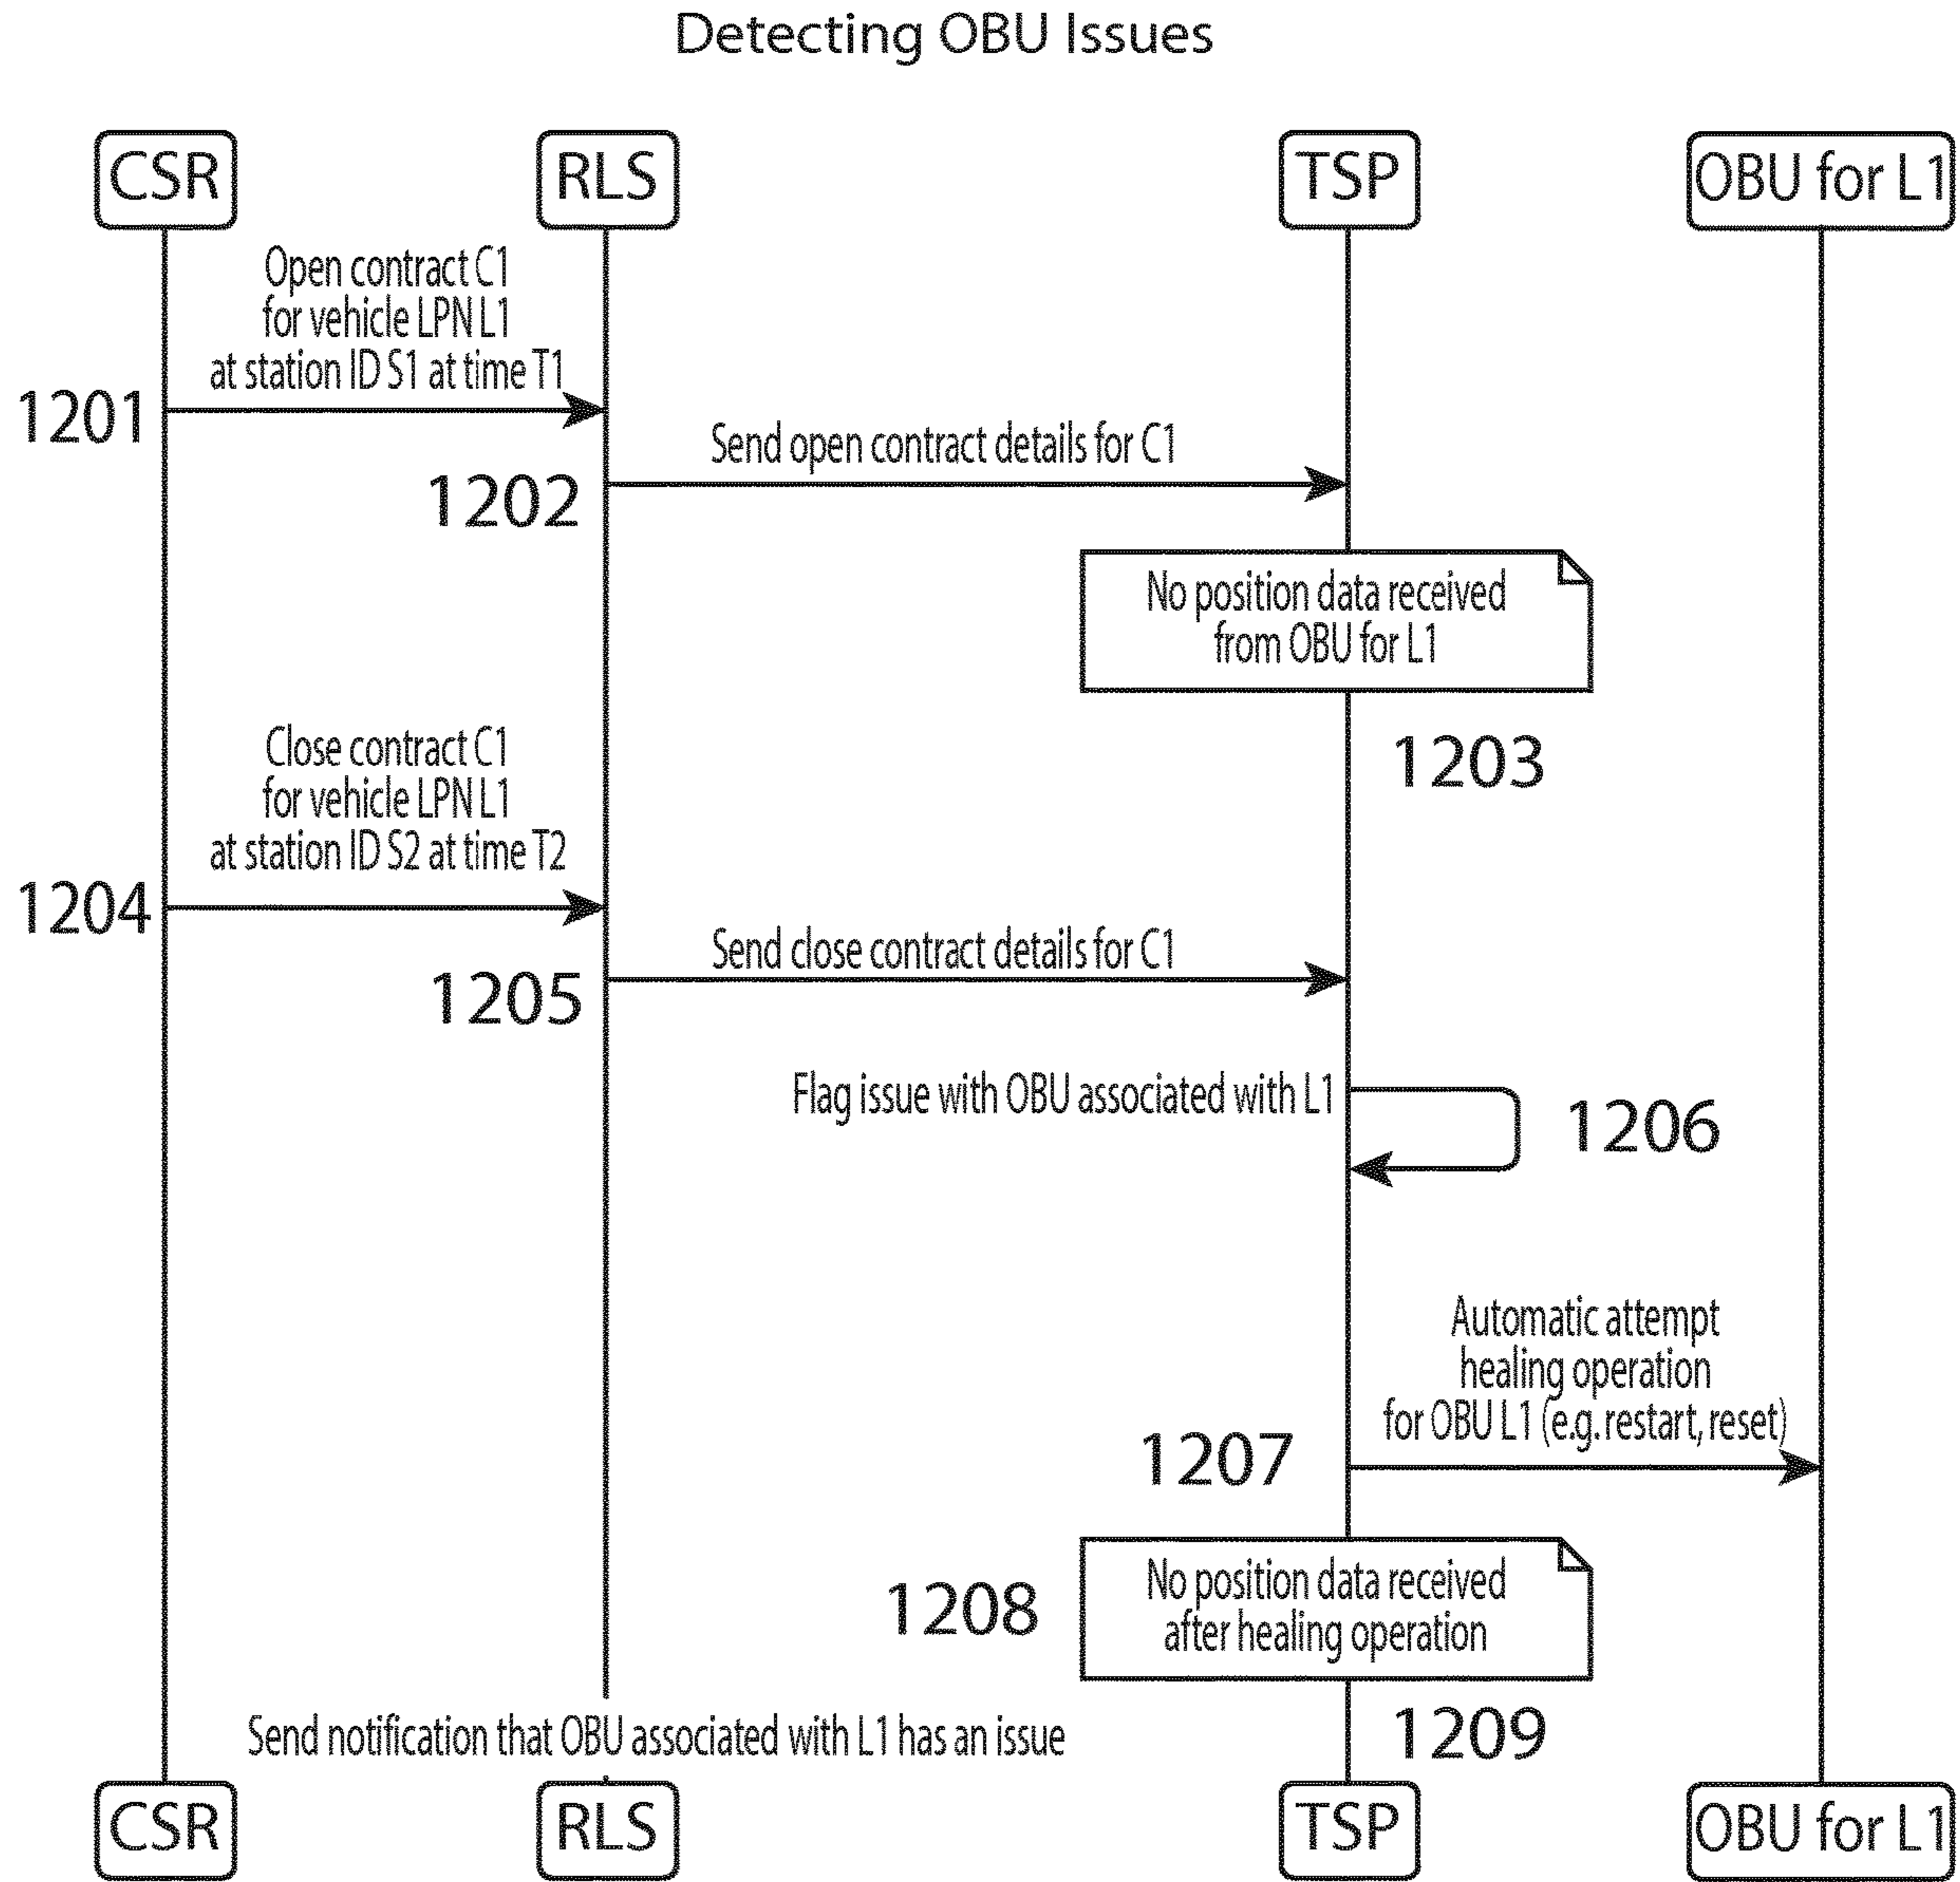 Detecting OBU Issues
CSR
RLS
TSP
OBU for L1
Open contract C1
for vehicle LPN L1
at station ID S1 at time T1
1201
Send open contract details for C1
1202
No position data received
from OBU for L1
1203
Close contract C1
for vehicle LPN L1
at station ID S2 at time T2
1204
Send close contract details for C1
1205
Flag issue with OBU associated with L1
1206
Automatic attempt
healing operation
for OBU L1 (e.g. restart, reset)
1207
No position data received
after healing operation
1208
Send notification that OBU associated with L1 has an issue
1209
CSR
RLS
TSP
OBU for L1